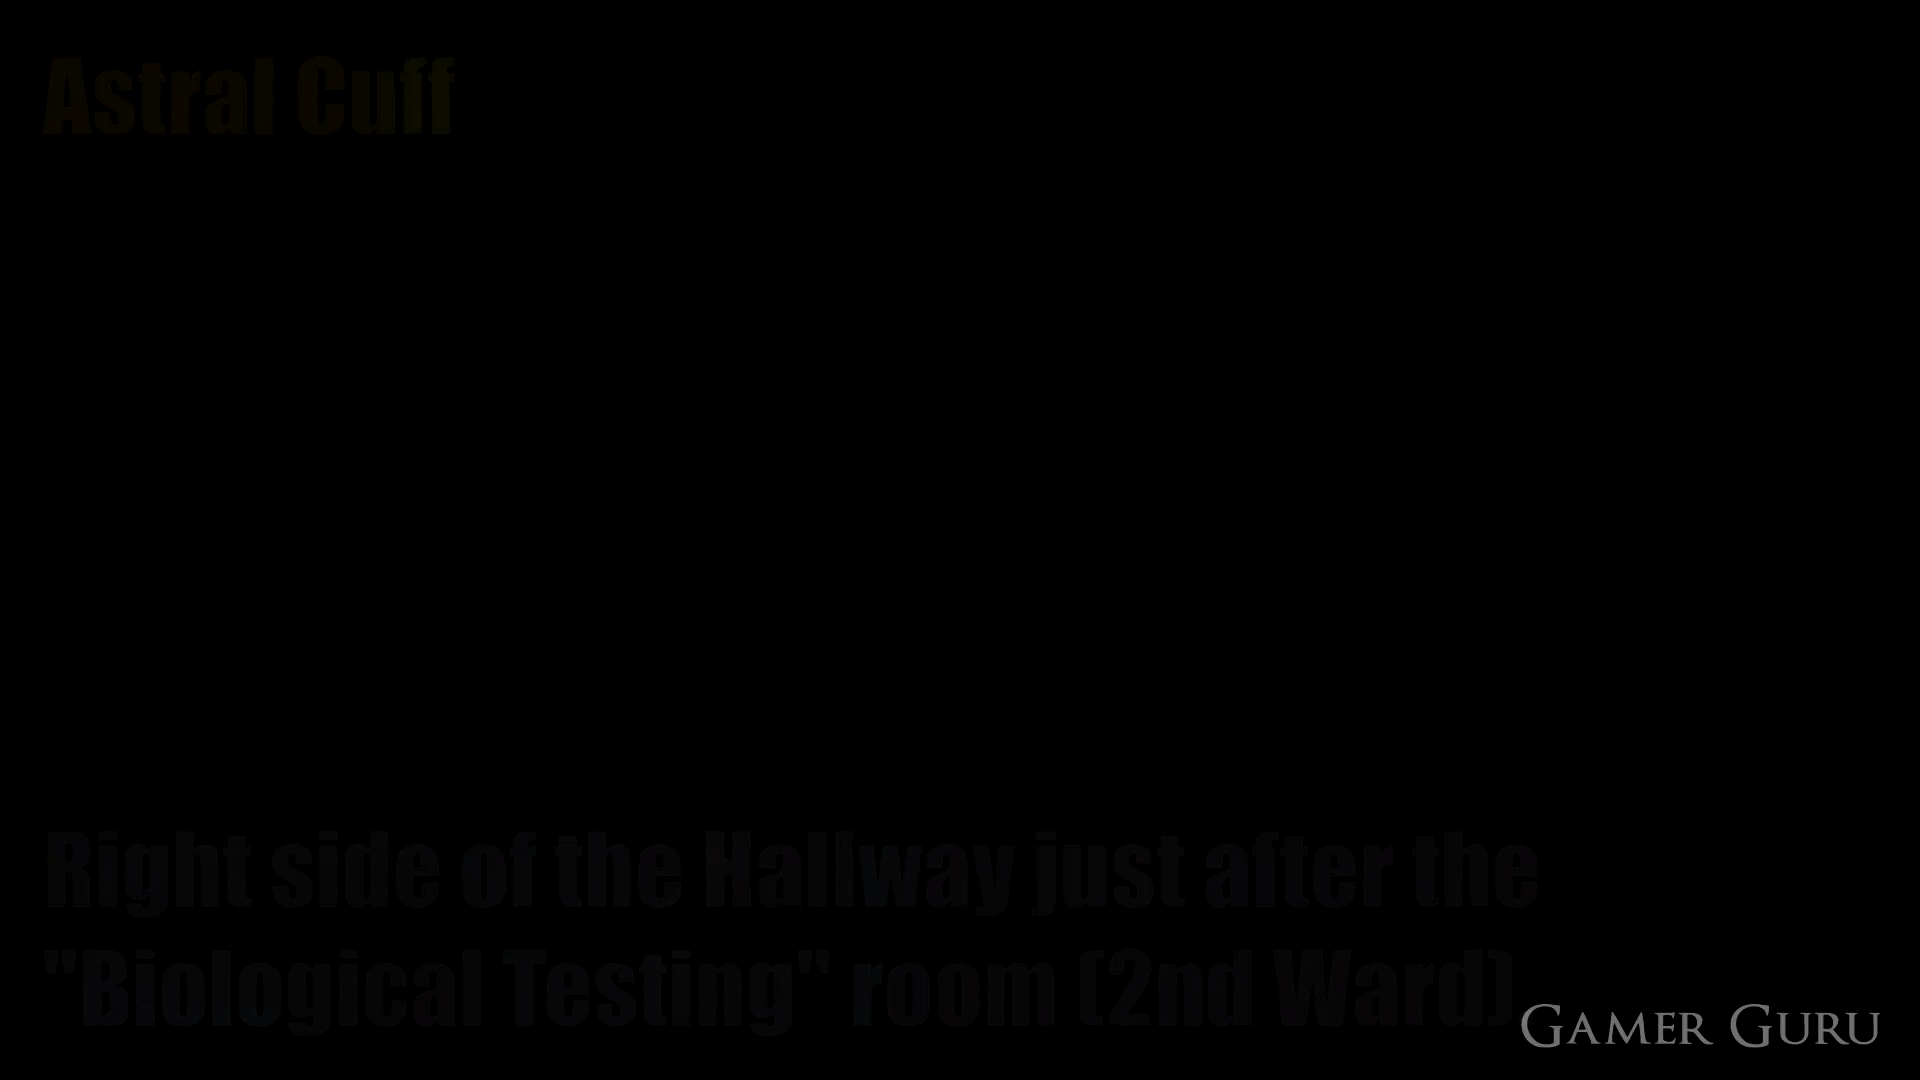 Astral Cuff
Right side of the Hallway just after the
"Biological Testing" room (2nd Ward)
GAMER GURU